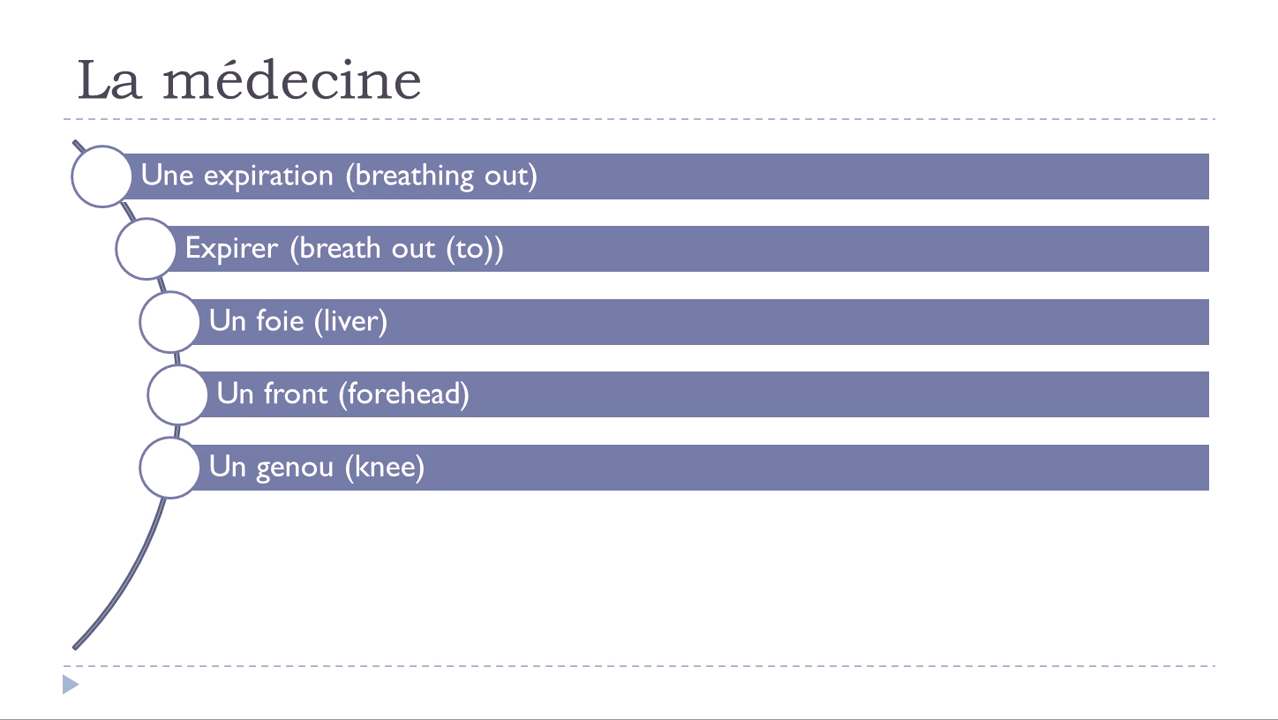 La médecine
Une expiration (breathing out)
Expirer (breath out (to))
Un foie (liver)
Un front (forehead)
Un genou (knee)